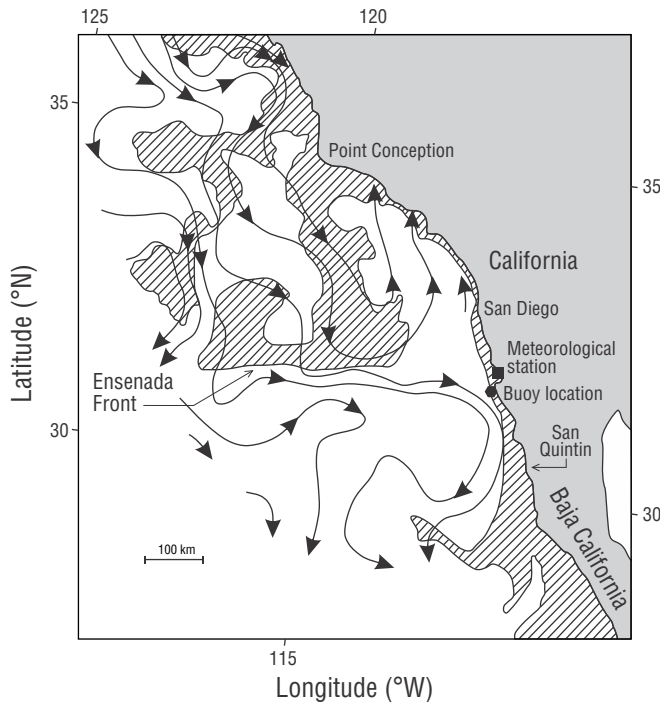 125
120
35
Point Conception
35
California
San Diego
Latitude (°N)
Meteorological
station
Ensenada
Front
Buoy location
30
San
Quintin
Baja California
30
100 km
115
Longitude (°W)